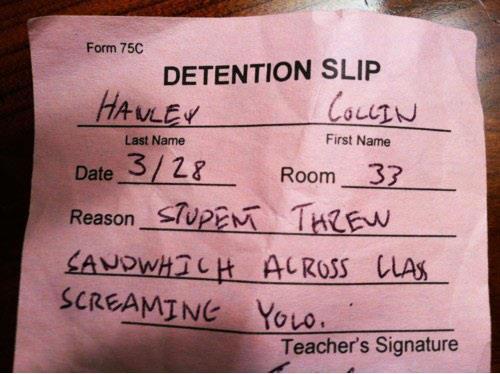 Form 75C
DETENTION SLIP
HANLEY COLLIN
Last Name First Name
Date 3/28 Room 33
Reason STUDENT THREW
SANDWHICH ACROSS CLASS
SCREAMING YOLO.
Teacher's Signature